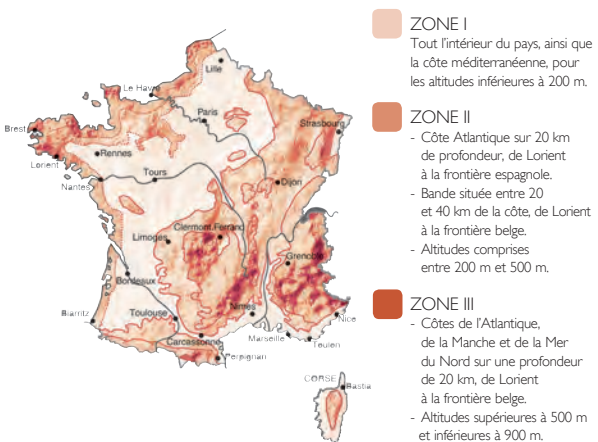 Lille
Le Havre
Paris
Strasbourg
Brest
Rennes
Lorient
Tours
Nantes
Dijon
Clermont-Ferrand
Limoges
Grenoble
Bordeaux
Biarritz
Toulouse
Nimes
Nice
Marseille
Toulon
Carcassonne
Perpignan
CORSE
Bastia
ZONE I
Tout l'intérieur du pays, ainsi que
la côte méditerranéenne, pour
les altitudes inférieures à 200 m.
ZONE II
- Côte Atlantique sur 20 km
de profondeur, de Lorient
à la frontière espagnole.
- Bande située entre 20
et 40 km de la côte, de Lorient
à la frontière belge.
- Altitudes comprises
entre 200 m et 500 m.
ZONE III
- Côtes de l'Atlantique,
de la Manche et de la Mer
du Nord sur une profondeur
de 20 km, de Lorient
à la frontière belge.
- Altitudes supérieures à 500 m
et inférieures à 900 m.